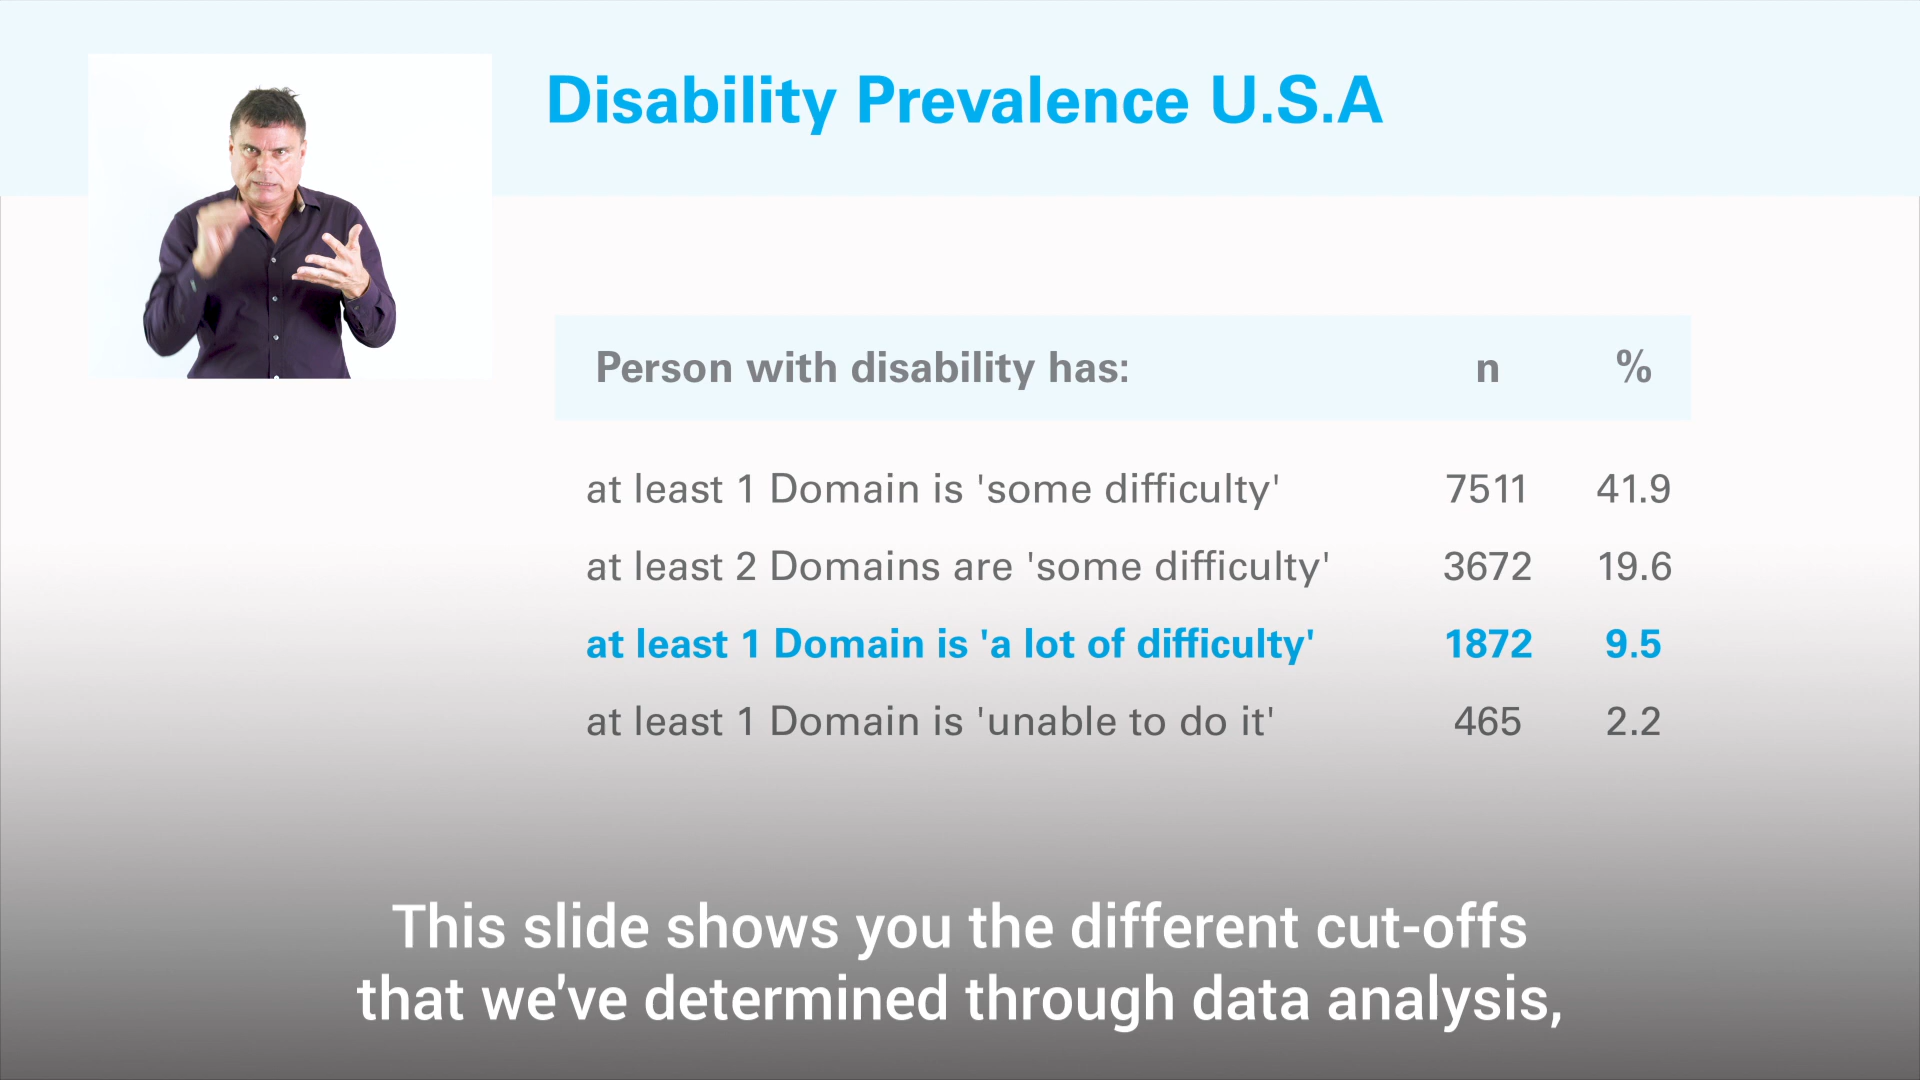 Disability Prevalence U.S.A
Person with disability has: n %
at least 1 Domain is 'some difficulty' 7511 41.9
at least 2 Domains are 'some difficulty' 3672 19.6
at least 1 Domain is 'a lot of difficulty' 1872 9.5
at least 1 Domain is 'unable to do it' 465 2.2
This slide shows you the different cut-offs
that we've determined through data analysis,